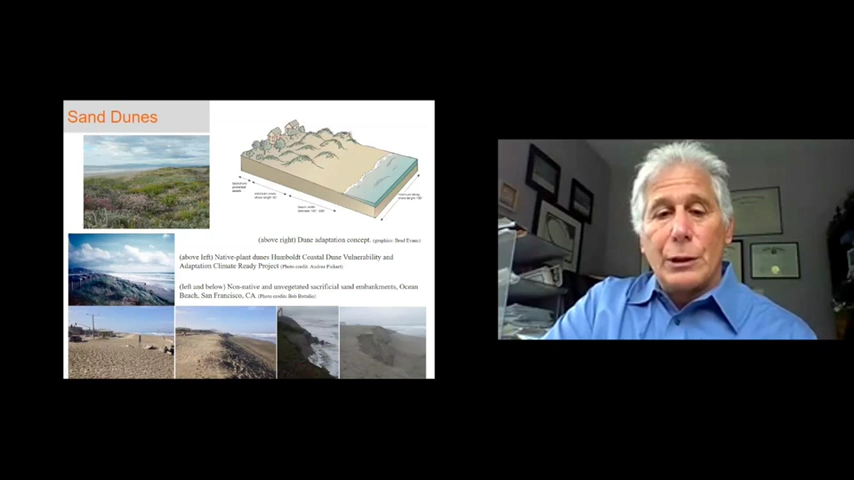 Sand Dunes
(above right) Dune adaptation concept. (graphics: Brad Evans)
(above left) Native-plant dunes Humboldt Coastal Dune Vulnerability and
Adaptation Climate Ready Project (Photo credit: Andrea Pickart)
(left and below) Non-native and unvegetated sacrificial sand embankments, Ocean
Beach, San Francisco, CA. (Photo credit: Bob Battalio)